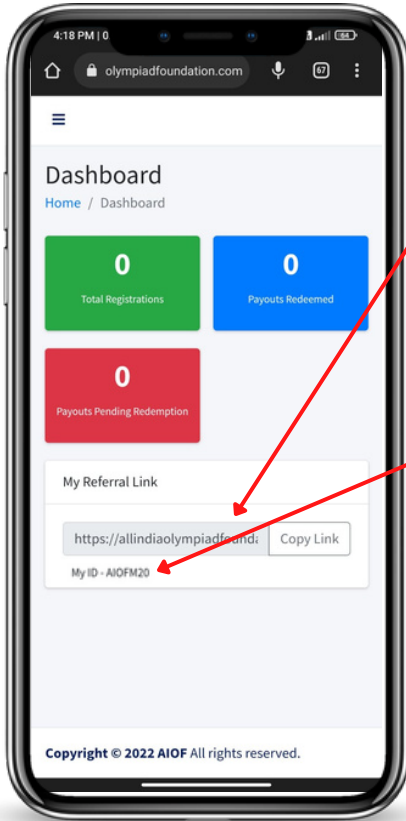 4:18 PM | 0
64
olympiadfoundation.com
67
Dashboard
Home / Dashboard
0
Total Registrations
0
Payouts Redeemed
0
Payouts Pending Redemption
My Referral Link
https://allindiaolympiadfounda
Copy Link
My ID - AIOFM20
Copyright © 2022 AIOF All rights reserved.